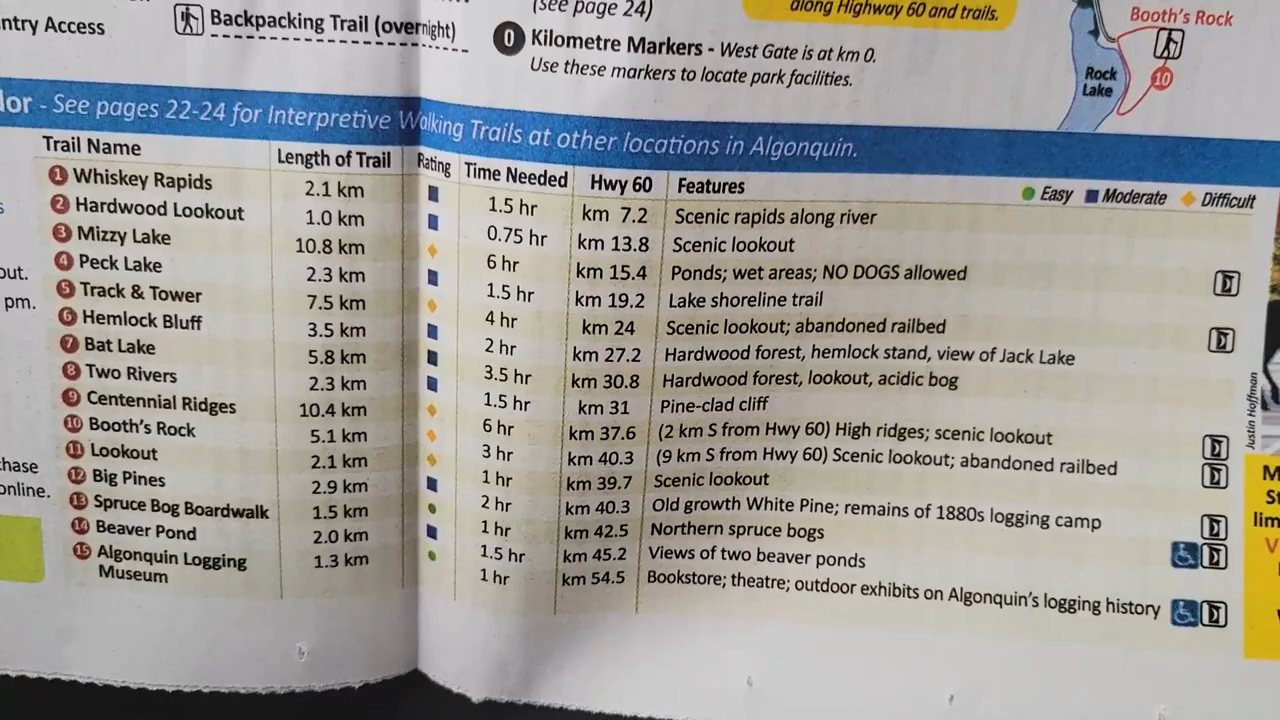 (see page 24)
along Highway 60 and trails.
Booth's Rock
ntry Access
Backpacking Trail (overnight)
0 Kilometre Markers - West Gate is at km 0.
Use these markers to locate park facilities.
Rock
Lake
10
- See pages 22-24 for Interpretive Walking Trails at other locations in Algonquin.
Trail Name Length of Trail Rating Time Needed Hwy 60 Features Easy Moderate Difficult
1 Whiskey Rapids 2.1 km 1.5 hr km 7.2 Scenic rapids along river
2 Hardwood Lookout 1.0 km 0.75 hr km 13.8 Scenic lookout
3 Mizzy Lake 10.8 km 6 hr km 15.4 Ponds; wet areas; NO DOGS allowed
4 Peck Lake 2.3 km 1.5 hr km 19.2 Lake shoreline trail
5 Track & Tower 7.5 km 4 hr km 24 Scenic lookout; abandoned railbed
6 Hemlock Bluff 3.5 km 2 hr km 27.2 Hardwood forest, hemlock stand, view of Jack Lake
7 Bat Lake 5.8 km 3.5 hr km 30.8 Hardwood forest, lookout, acidic bog
8 Two Rivers 2.3 km 1.5 hr km 31 Pine-clad cliff
9 Centennial Ridges 10.4 km 6 hr km 37.6 (2 km S from Hwy 60) High ridges; scenic lookout
10 Booth's Rock 5.1 km 3 hr km 40.3 (9 km S from Hwy 60) Scenic lookout; abandoned railbed
11 Lookout 2.1 km 1 hr km 39.7 Scenic lookout
12 Big Pines 2.9 km 2 hr km 40.3 Old growth White Pine; remains of 1880s logging camp
13 Spruce Bog Boardwalk 1.5 km 1 hr km 42.5 Northern spruce bogs
14 Beaver Pond 2.0 km 1.5 hr km 45.2 Views of two beaver ponds
15 Algonquin Logging 1.3 km 1 hr km 54.5 Bookstore; theatre; outdoor exhibits on Algonquin's logging history
Museum
out.
pm.
chase
online.
Justin Hoffman